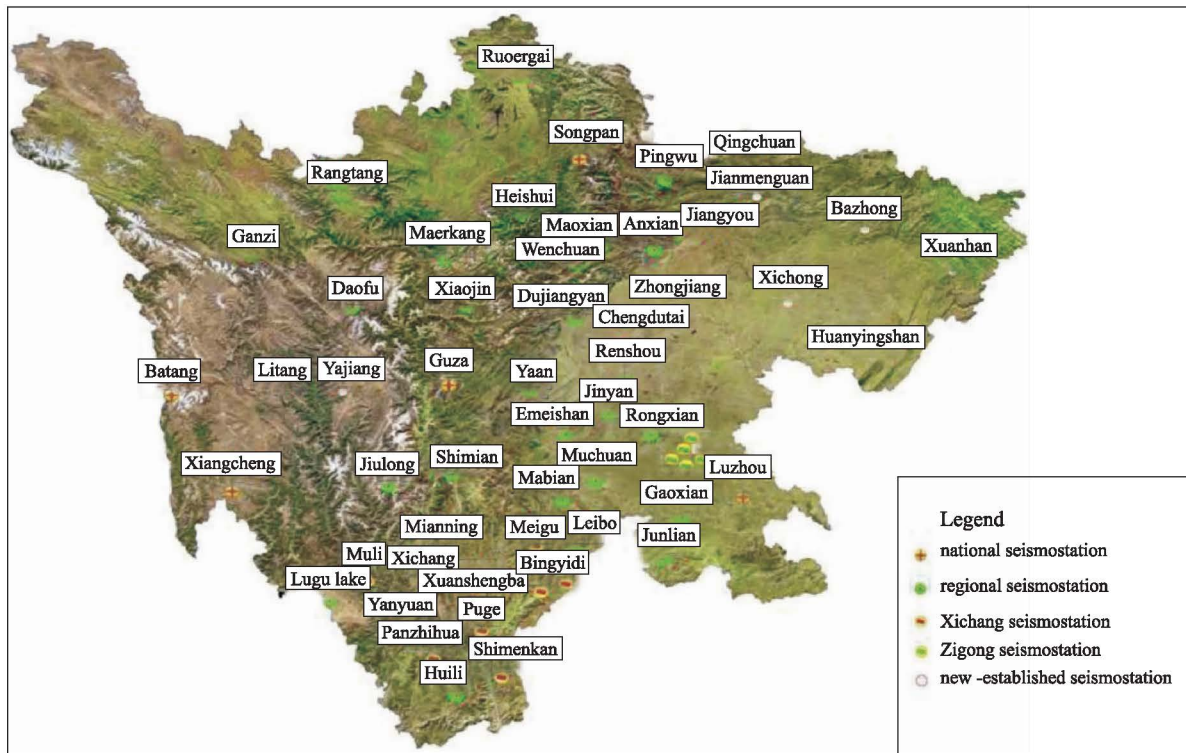 Ruoergai
Songpan
Qingchuan
Pingwu
Rangtang
Jianmenguan
Heishui
Bazhong
Jiangyou
Maoxian
Anxian
Ganzi
Maerkang
Xuanhan
Wenchuan
Xichong
Daofu
Xiaojin
Zhongjiang
Dujiangyan
Chengdutai
Huanyingshan
Renshou
Guza
Batang
Litang
Yajiang
Yaan
Jinyan
Emeishan
Rongxian
Shimian
Muchuan
Xiangcheng
Jiulong
Luzhou
Mabian
Gaoxian
Mianning
Meigu
Leibo
Junlian
Muli
Xichang
Bingyidi
Lugu lake
Xuanshengba
Yanyuan
Puge
Panzhihua
Shimenkan
Huili
Legend
national seismostation
regional seismostation
Xichang seismostation
Zigong seismostation
new -established seismostation